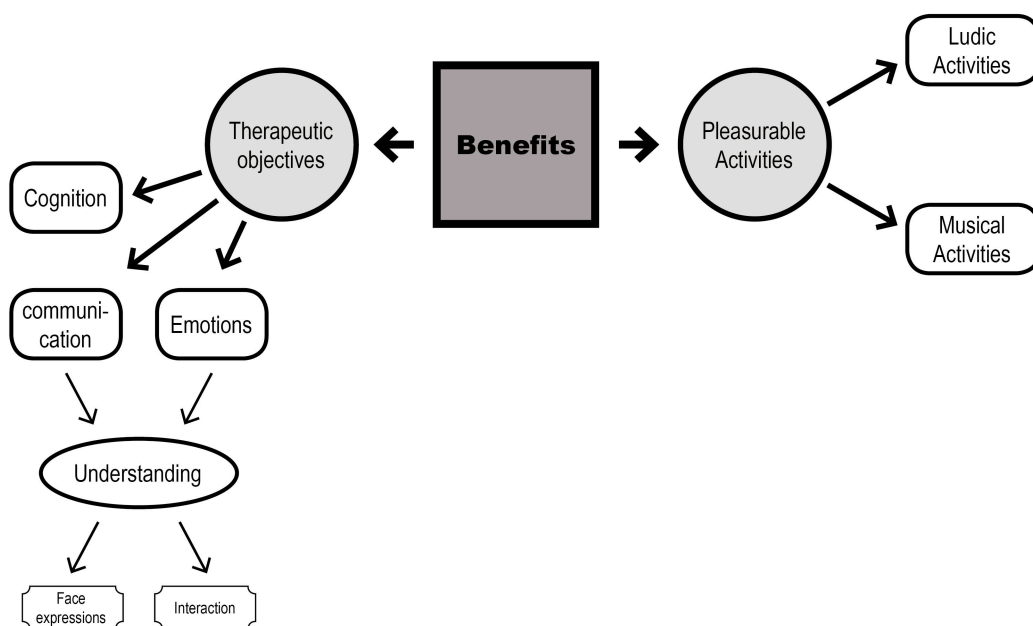 Ludic
Activities
Therapeutic
objectives
Benefits
Pleasurable
Activities
Cognition
Musical
Activities
communi-
cation
Emotions
Understanding
Face
expressions
Interaction